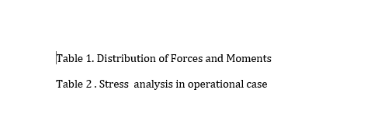 Table 1. Distribution of Forces and Moments
Table 2 . Stress  analysis in operational case